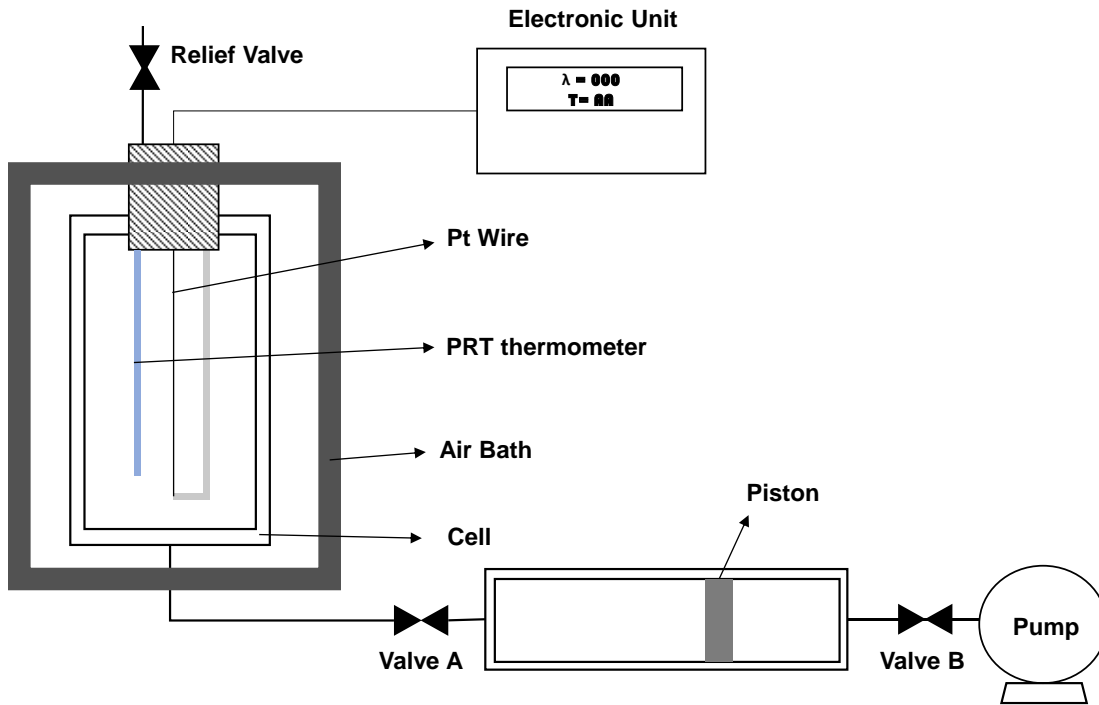 Electronic Unit
Relief Valve
λ = 000
T= AA
Pt Wire
PRT thermometer
Air Bath
Piston
Cell
Pump
Valve A
Valve B